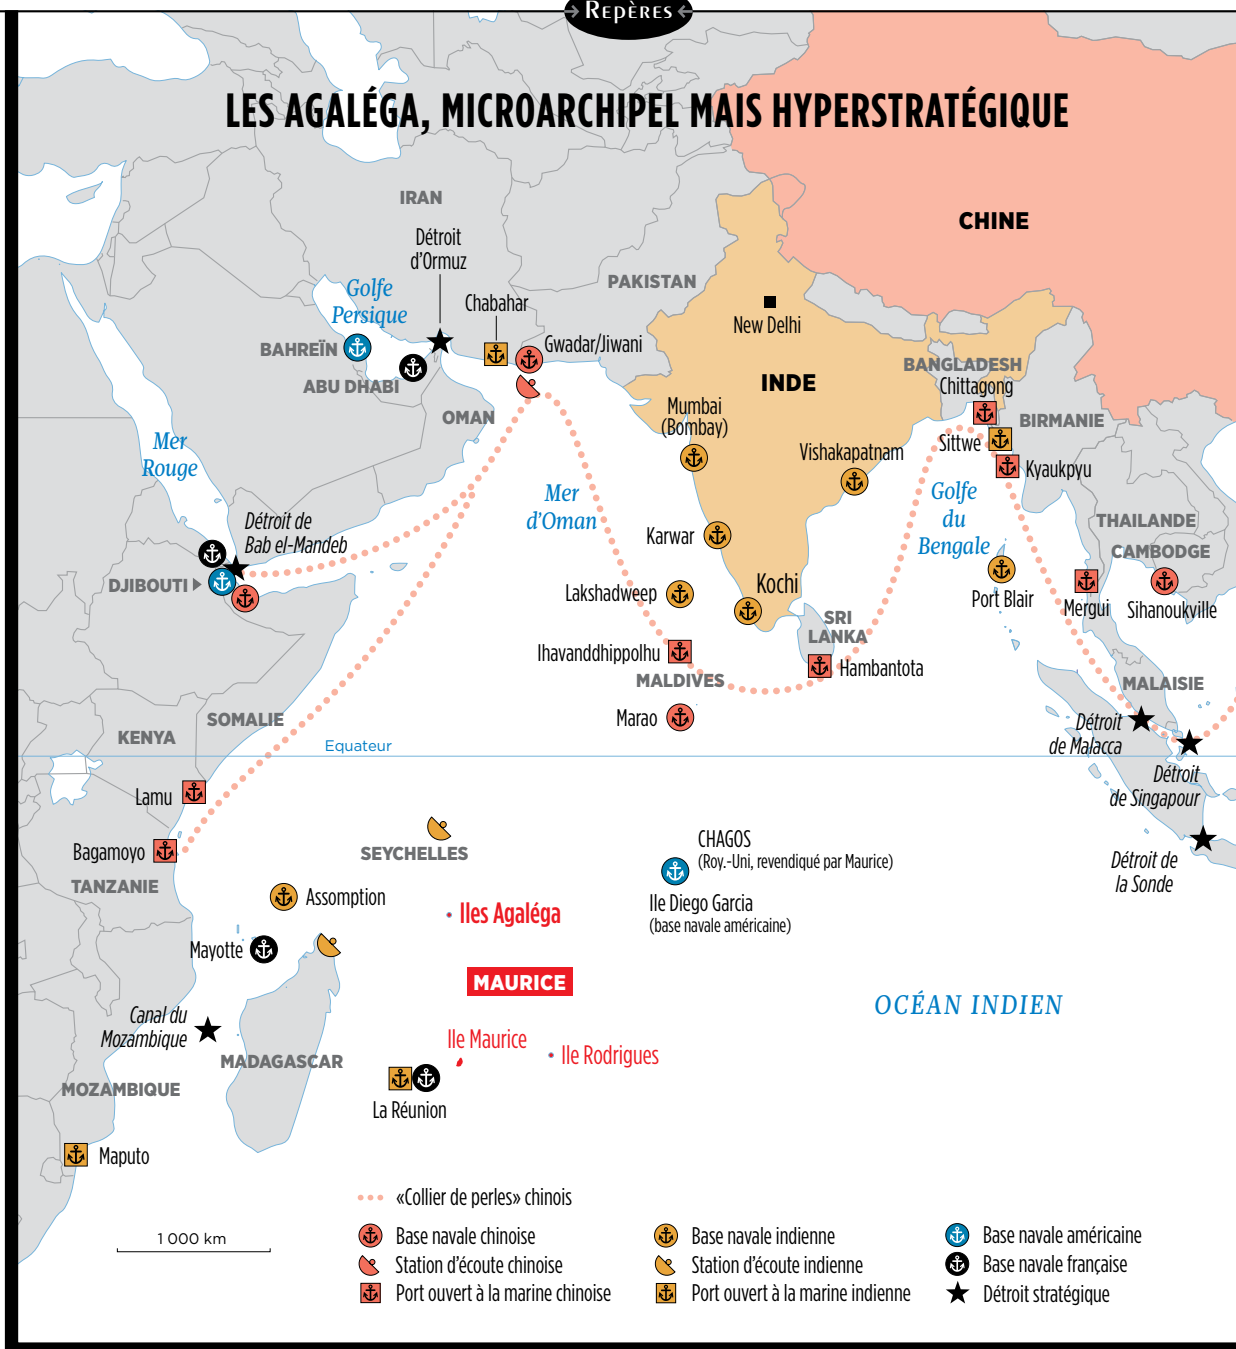 Repères
LES AGALÉGA, MICROARCHIPEL MAIS HYPERSTRATÉGIQUE
IRAN
CHINE
Détroit
d'Ormuz
PAKISTAN
Golfe
Persique
Chabahar
New Delhi
Gwadar/Jiwani
BAHREÏN
ABU DHABI
INDE
BANGLADESH
Chittagong
OMAN
Mumbai
(Bombay)
BIRMANIE
Mer
Rouge
Sittwe
Vishakapatnam
Kyaukpyu
Mer
d'Oman
Golfe
du
Bengale
Détroit de
Bab el-Mandeb
THAILANDE
Karwar
CAMBODGE
DJIBOUTI
Lakshadweep
Kochi
Port Blair
Mergui
Sihanoukville
SRI
LANKA
Ihavanddhippolhu
Hambantota
MALDIVES
MALAISIE
Marao
SOMALIE
KENYA
Détroit
de Malacca
Equateur
Détroit
de Singapour
Lamu
CHAGOS
(Roy.-Uni, revendiqué par Maurice)
Bagamoyo
SEYCHELLES
Détroit de
la Sonde
TANZANIE
Assomption
Ile Diego Garcia
(base navale américaine)
Iles Agaléga
Mayotte
MAURICE
OCÉAN INDIEN
Canal du
Mozambique
Ile Maurice
Ile Rodrigues
MADAGASCAR
MOZAMBIQUE
La Réunion
Maputo
«Collier de perles» chinois
1 000 km
Base navale chinoise
Station d'écoute chinoise
Port ouvert à la marine chinoise
Base navale indienne
Station d'écoute indienne
Port ouvert à la marine indienne
Base navale américaine
Base navale française
Détroit stratégique